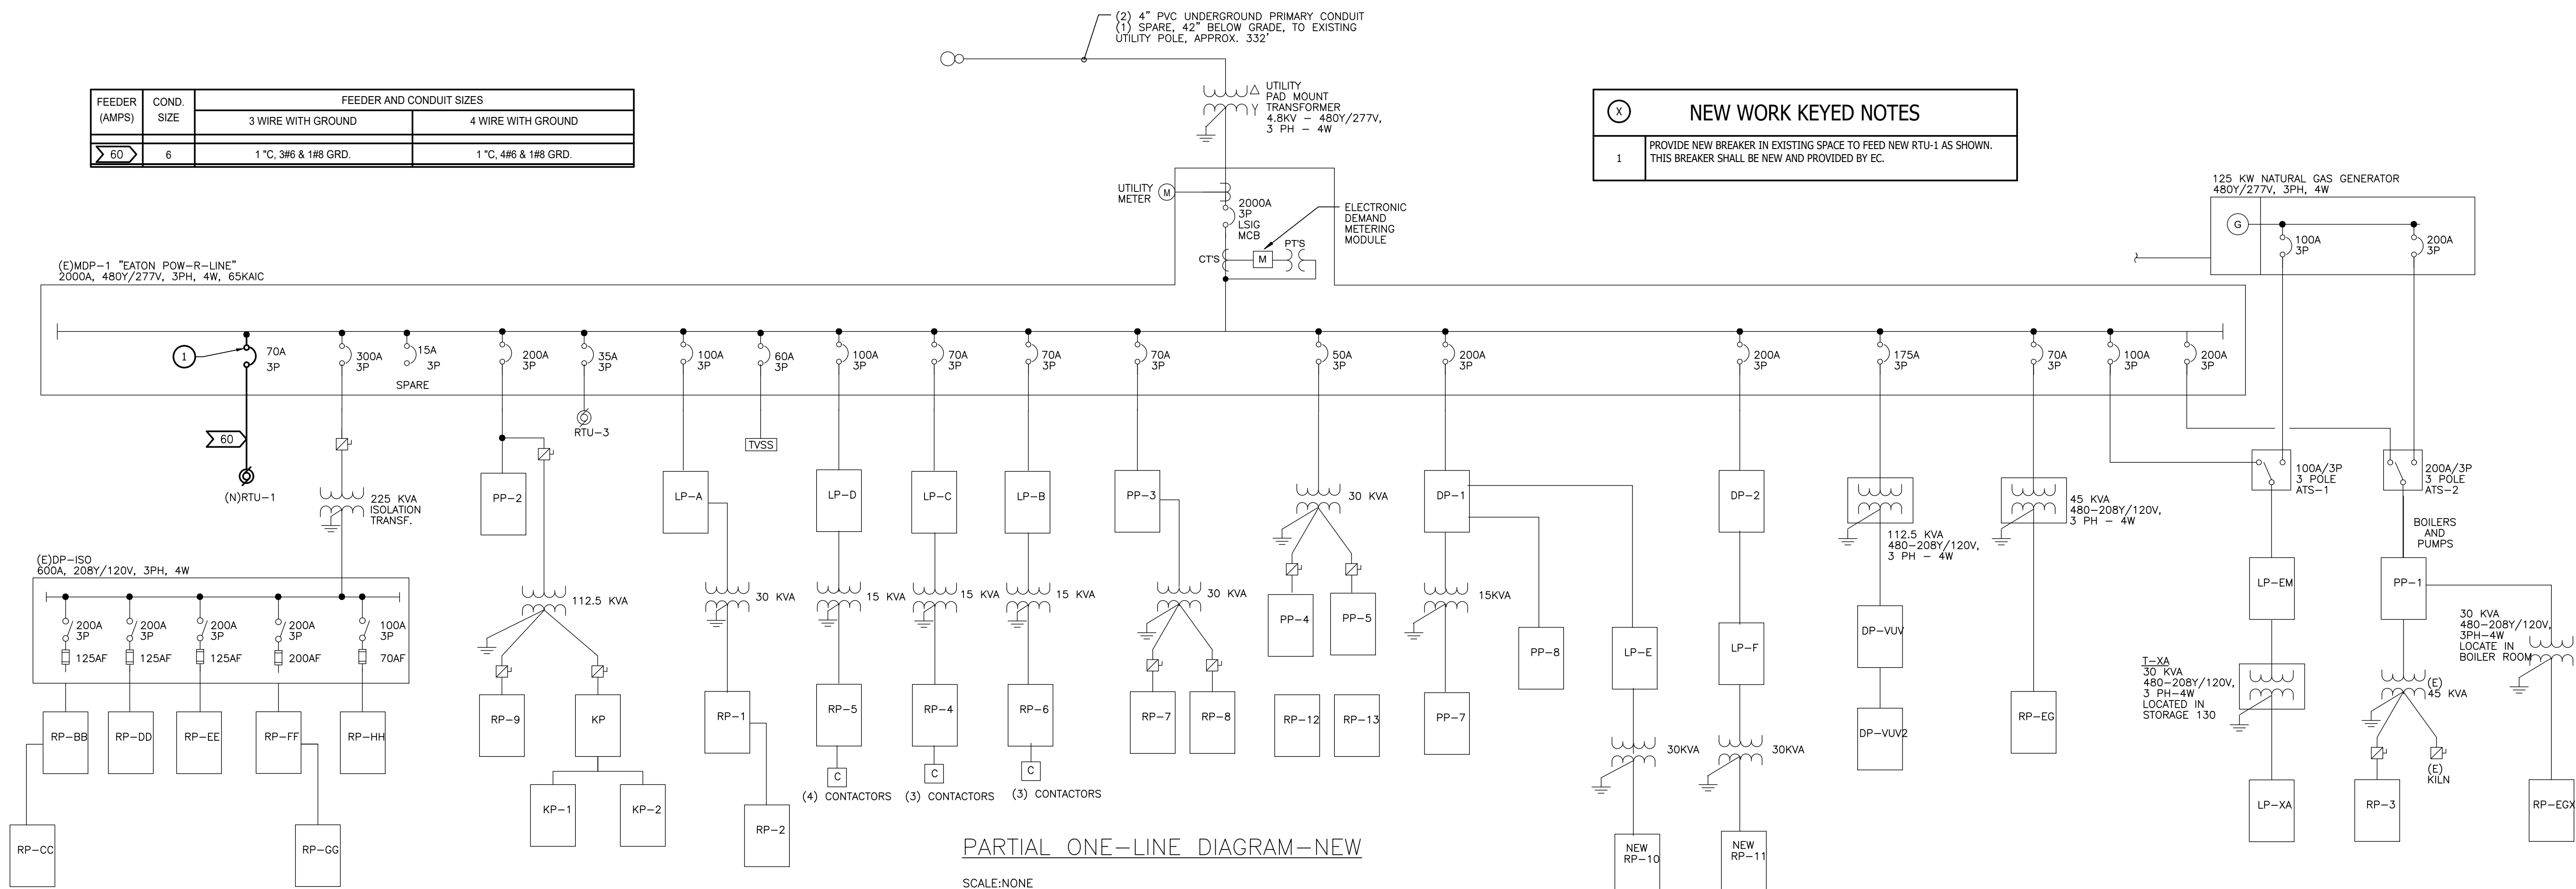 (2) 4" PVC UNDERGROUND PRIMARY CONDUIT
(1) SPARE, 42" BELOW GRADE, TO EXISTING
UTILITY POLE, APPROX. 332'
FEEDER (AMPS)
COND. SIZE
FEEDER AND CONDUIT SIZES
3 WIRE WITH GROUND
4 WIRE WITH GROUND
60
6
1 "C, 3#6 & 1#8 GRD.
1 "C, 4#6 & 1#8 GRD.
UTILITY
PAD MOUNT
TRANSFORMER
4.8KV - 480Y/277V,
3 PH - 4W
X
NEW WORK KEYED NOTES
1
PROVIDE NEW BREAKER IN EXISTING SPACE TO FEED NEW RTU-1 AS SHOWN.
THIS BREAKER SHALL BE NEW AND PROVIDED BY EC.
UTILITY
METER
M
2000A
3P
LSIG
MCB
ELECTRONIC
DEMAND
METERING
MODULE
CT'S
M
PT'S
125 KW NATURAL GAS GENERATOR
480Y/277V, 3PH, 4W
G
100A
3P
200A
3P
(E)MDP-1 "EATON POW-R-LINE"
2000A, 480Y/277V, 3PH, 4W, 65KAIC
1
70A
3P
300A
3P
15A
3P
SPARE
200A
3P
35A
3P
100A
3P
60A
3P
100A
3P
70A
3P
70A
3P
70A
3P
50A
3P
200A
3P
200A
3P
175A
3P
70A
3P
100A
3P
200A
3P
60
(N)RTU-1
225 KVA
ISOLATION
TRANSF.
RTU-3
TVSS
PP-2
LP-A
LP-D
LP-C
LP-B
PP-3
30 KVA
DP-1
DP-2
112.5 KVA
480-208Y/120V,
3 PH - 4W
45 KVA
480-208Y/120V,
3 PH - 4W
100A/3P
3 POLE
ATS-1
200A/3P
3 POLE
ATS-2
BOILERS
AND
PUMPS
(E)DP-ISO
600A, 208Y/120V, 3PH, 4W
200A
3P
125AF
200A
3P
125AF
200A
3P
125AF
200A
3P
200AF
100A
3P
70AF
112.5 KVA
30 KVA
15 KVA
15 KVA
15 KVA
30 KVA
PP-4
PP-5
15KVA
PP-8
LP-E
LP-F
DP-VUV
LP-EM
PP-1
30 KVA
480-208Y/120V,
3PH-4W
LOCATE IN
BOILER ROOM
T-XA
30 KVA
480-208Y/120V,
3 PH-4W
LOCATED IN
STORAGE 130
(E)
45 KVA
RP-BB
RP-DD
RP-EE
RP-FF
RP-HH
RP-9
KP
RP-1
RP-5
RP-4
RP-6
RP-7
RP-8
RP-12
RP-13
PP-7
30KVA
30KVA
DP-VUV2
RP-EG
(E)
KILN
C
C
C
(4) CONTACTORS
(3) CONTACTORS
(3) CONTACTORS
KP-1
KP-2
RP-2
LP-XA
RP-3
RP-EGX
RP-CC
RP-GG
NEW
RP-10
NEW
RP-11
PARTIAL ONE-LINE DIAGRAM-NEW
SCALE:NONE